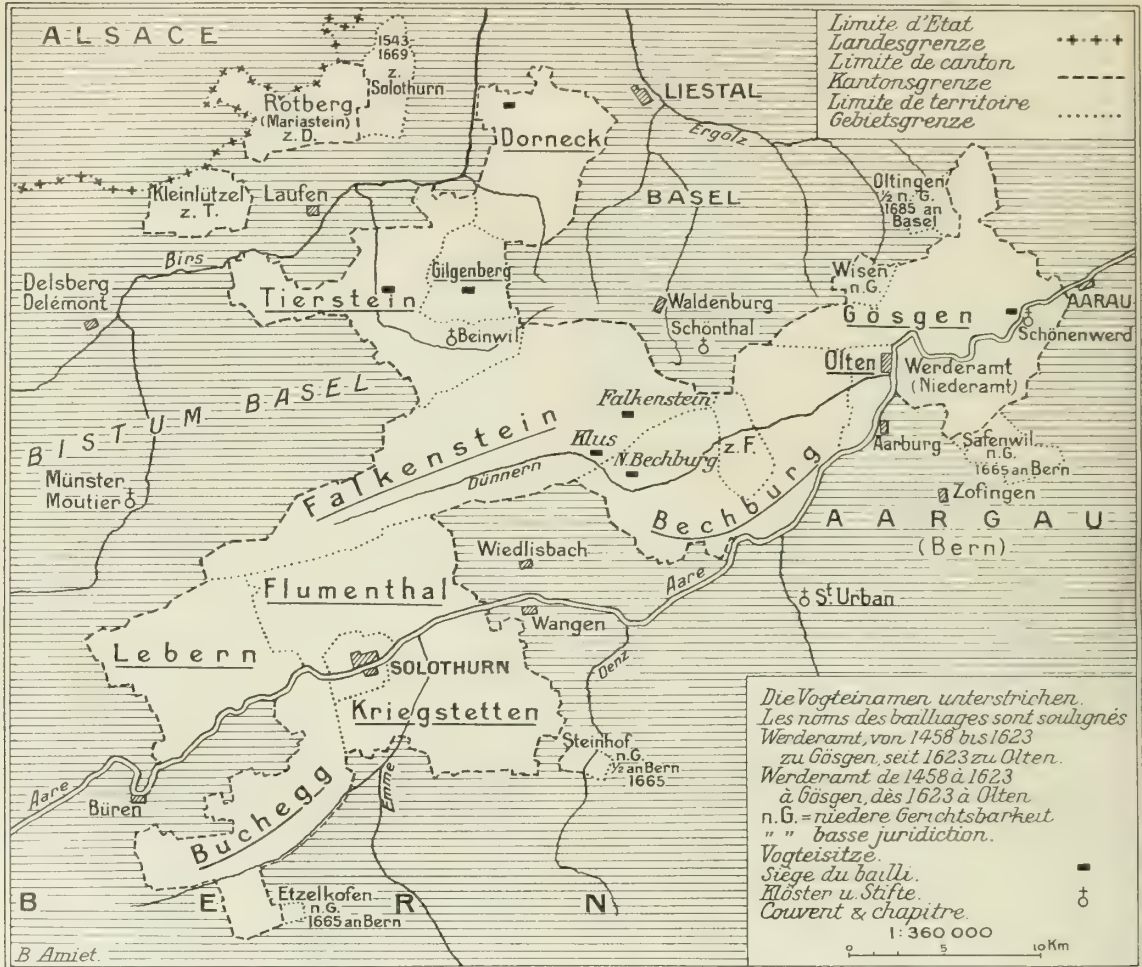 ALSACE
1543
1669
z.
Solothurn
Rotberg
(Mariastein)
z. D.
Kleinlützel
z. T.
Laufen
Birs
Delsberg
Delémont
Tierstein
Gilgenberg
Beinwil
Dorneck
LIESTAL
Ergolz
BASEL
Limite d'Etat
Landesgrenze
Limite de canton
Kantonsgrenze
Limite de territoire
Gebietsgrenze
Oltingen
½ n. G.
1685 an
Basel
Wisen
n. G.
Waldenburg
Schönthal
Gösgen
AARAU
Schönenwerd
Olten
Werderamt
(Niederamt)
BISTUM BASEL
Münster
Moutier
Falkenstein
Falkenstein
Klus
N. Bechburg
z. F.
Dünnern
Bechburg
Aarburg
Safenwil
n. G.
1665 an Bern
Zofingen
AARGAU
(Bern)
Wiedlisbach
Flumenthal
Aare
St. Urban
Wangen
Lebern
SOLOTHURN
Oenz
Kriegstetten
Steinhof
n. G.
½ an Bern
1665
Aare
Büren
Emme
Buchegg
Etzelkofen
n. G.
1665 an Bern
BERN
Die Vogteinamen unterstrichen.
Les noms des bailliages sont soulignés
Werderamt, von 1458 bis 1623
zu Gösgen, seit 1623 zu Olten.
Werderamt de 1458 à 1623
à Gösgen, dès 1623 à Olten
n. G. = niedere Gerichtsbarkeit
" " basse juridiction.
Vogteisitze.
Siège du bailli.
Klöster u. Stifte.
Couvent & chapitre.
1:360 000
0 5 10 Km
B Amiet.